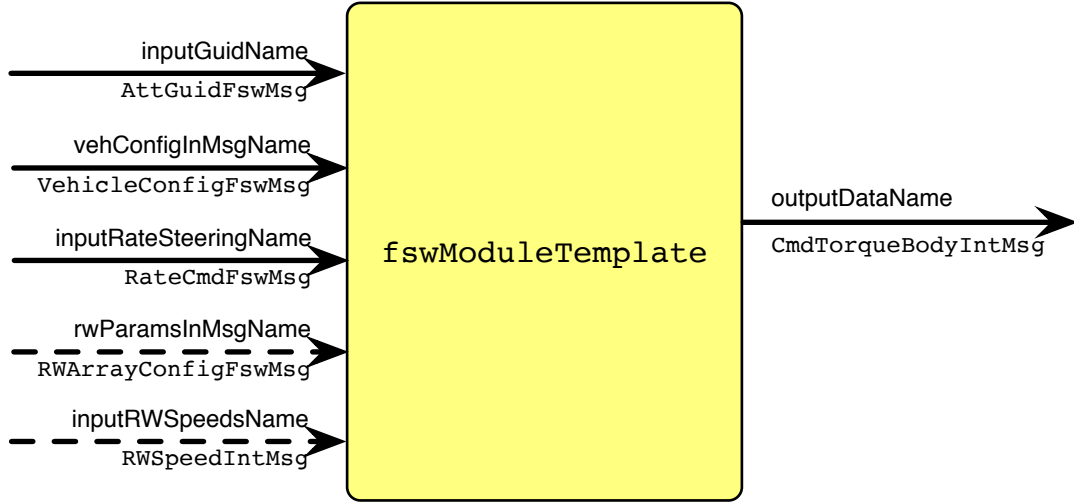 inputGuidName
AttGuidFswMsg
vehConfigInMsgName
VehicleConfigFswMsg
inputRateSteeringName
RateCmdFswMsg
rwParamsInMsgName
RWArrayConfigFswMsg
inputRWSpeedsName
RWSpeedIntMsg
fswModuleTemplate
outputDataName
CmdTorqueBodyIntMsg